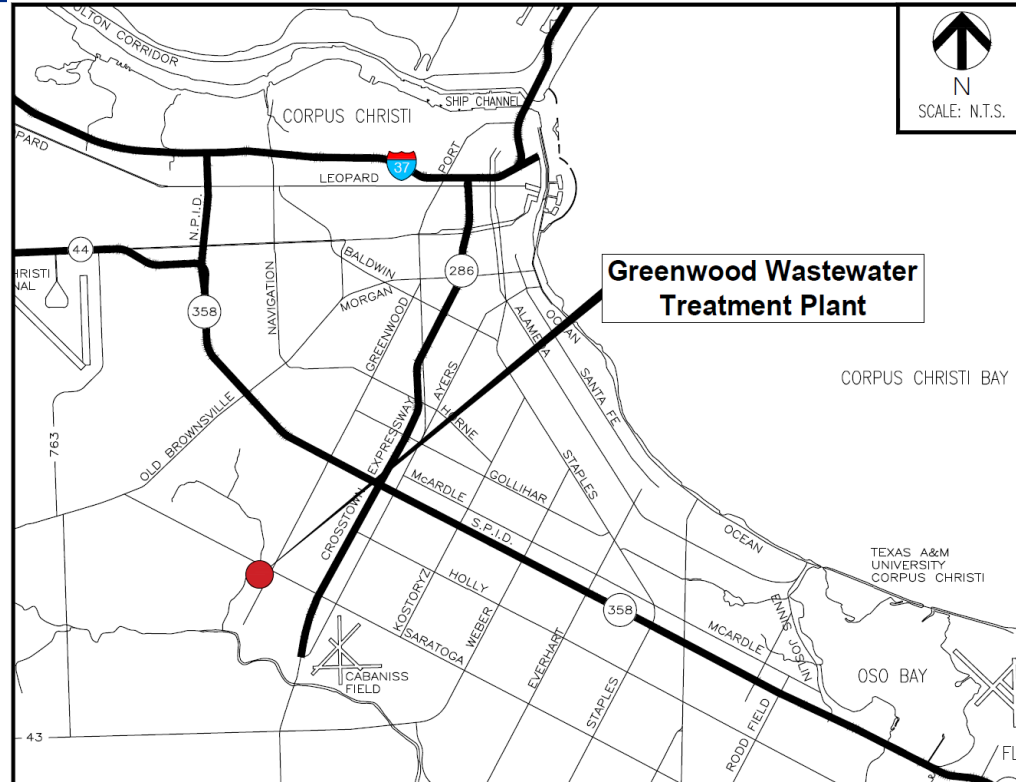 ULTON CORRIDOR
CORPUS CHRISTI
SHIP CHANNEL
N
SCALE: N.T.S.
PARD
LEOPARD
37
PORT
N.P.I.D.
44
HRISTI
NAL
358
NAVIGATION
BALDWIN
MORGAN
GREENWOOD
286
Greenwood Wastewater
Treatment Plant
ALAMEDA
OCEAN
SANTA FE
CORPUS CHRISTI BAY
AYERS
HORNE
OLD BROWNSVILLE
763
CROSSTOWN EXPRESSWAY
McARDLE
GOLLIHAR
STAPLES
S.P.I.D.
OCEAN
TEXAS A&M
UNIVERSITY
CORPUS CHRISTI
HOLLY
KOSTORYZ
WEBER
SARATOGA
358
McARDLE
ENNIS JOSLIN
EVERHART
STAPLES
OSO BAY
CABANISS
FIELD
RODD FIELD
43
FL